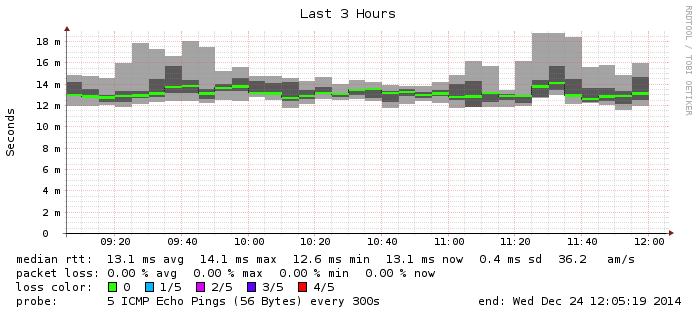 Last 3 Hours
RRDTOOL / TOBI OETIKER
Seconds
18 m
16 m
14 m
12 m
10 m
8 m
6 m
4 m
2 m
0
09:20 09:40 10:00 10:20 10:40 11:00 11:20 11:40 12:00
median rtt: 13.1 ms avg 14.1 ms max 12.6 ms min 13.1 ms now 0.4 ms sd 36.2 am/s
packet loss: 0.00 % avg 0.00 % max 0.00 % min 0.00 % now
loss color: 0 1/5 2/5 3/5 4/5
probe: 5 ICMP Echo Pings (56 Bytes) every 300s end: Wed Dec 24 12:05:19 2014